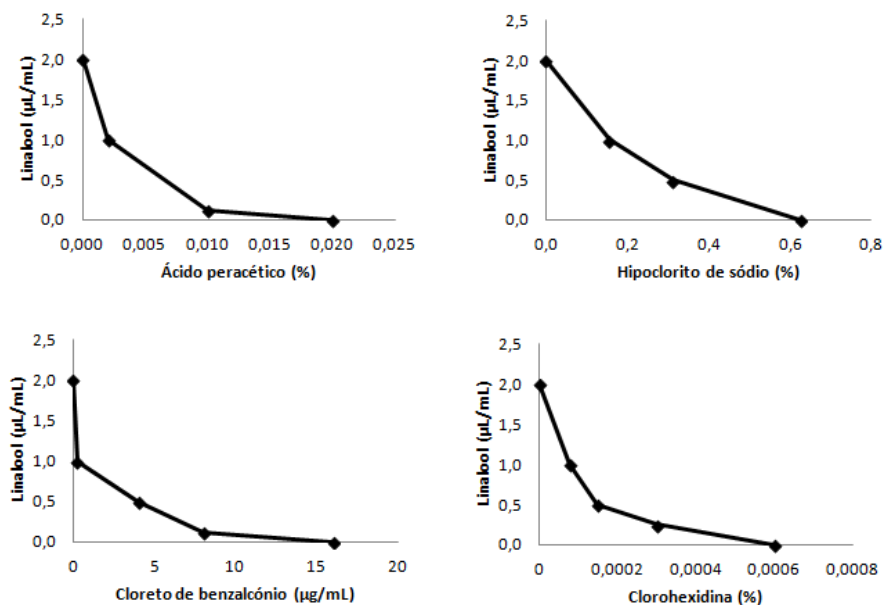 2,5
2,0
1,5
1,0
0,5
0,0
Linalool (µL/mL)
0,000 0,005 0,010 0,015 0,020 0,025
Ácido peracético (%)
2,5
2,0
1,5
1,0
0,5
0,0
Linalool (µL/mL)
0,0 0,2 0,4 0,6 0,8
Hipoclorito de sódio (%)
2,5
2,0
1,5
1,0
0,5
0,0
Linalool (µL/mL)
0 5 10 15 20
Cloreto de benzalcónio (µg/mL)
2,5
2,0
1,5
1,0
0,5
0,0
Linalool (µL/mL)
0 0,0002 0,0004 0,0006 0,0008
Clorohexidina (%)